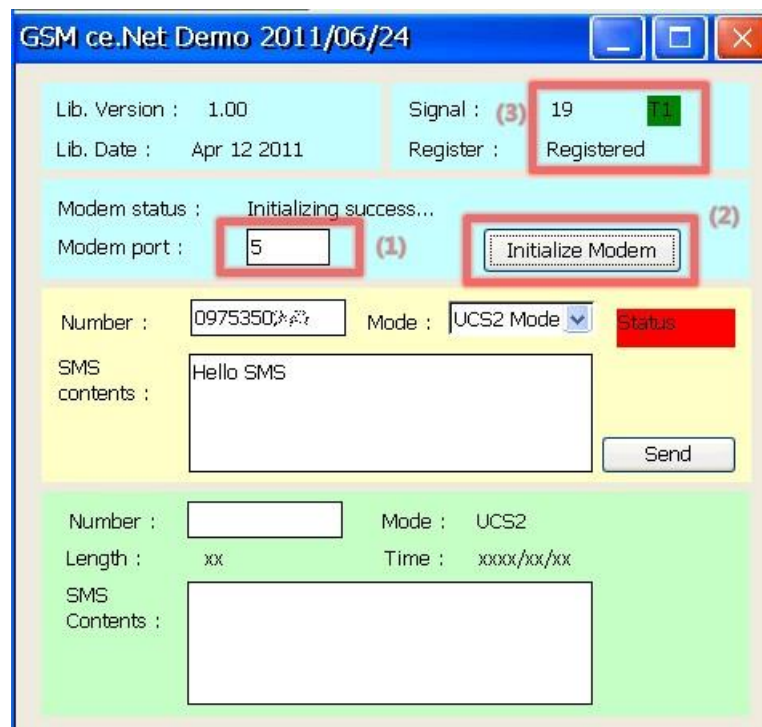 GSM ce.Net Demo 2011/06/24
Lib. Version : 1.00 Signal : (3) 19 T1
Lib. Date : Apr 12 2011 Register : Registered
Modem status : Initializing success...
(2)
Modem port : 5 (1) Initialize Modem
Number : Mode : UCS2 Mode Status
SMS contents : Hello SMS
Send
Number : Mode : UCS2
Length : xx Time : xxxx/xx/xx
SMS
Contents :